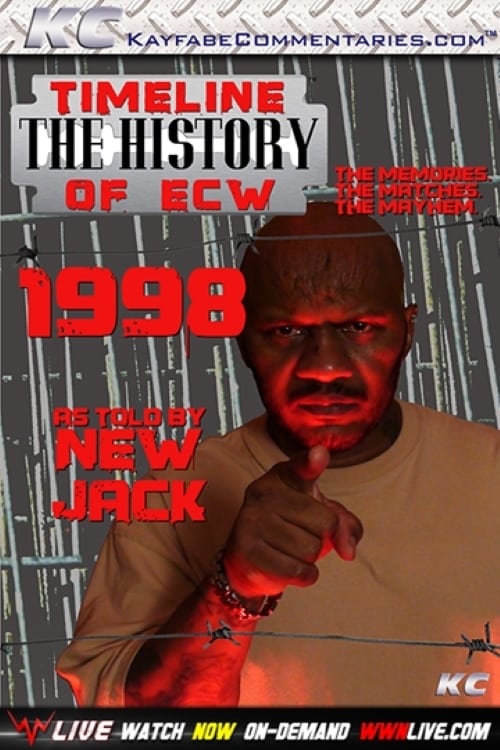 KC KAYFABECOMMENTARIES.COM™
TIMELINE
THE HISTORY
OF ECW
THE MEMORIES.
THE MATCHES.
THE MAYHEM.
1998
AS TOLD BY
NEW
JACK
KC
LIVE WATCH NOW ON-DEMAND WWNLIVE.COM